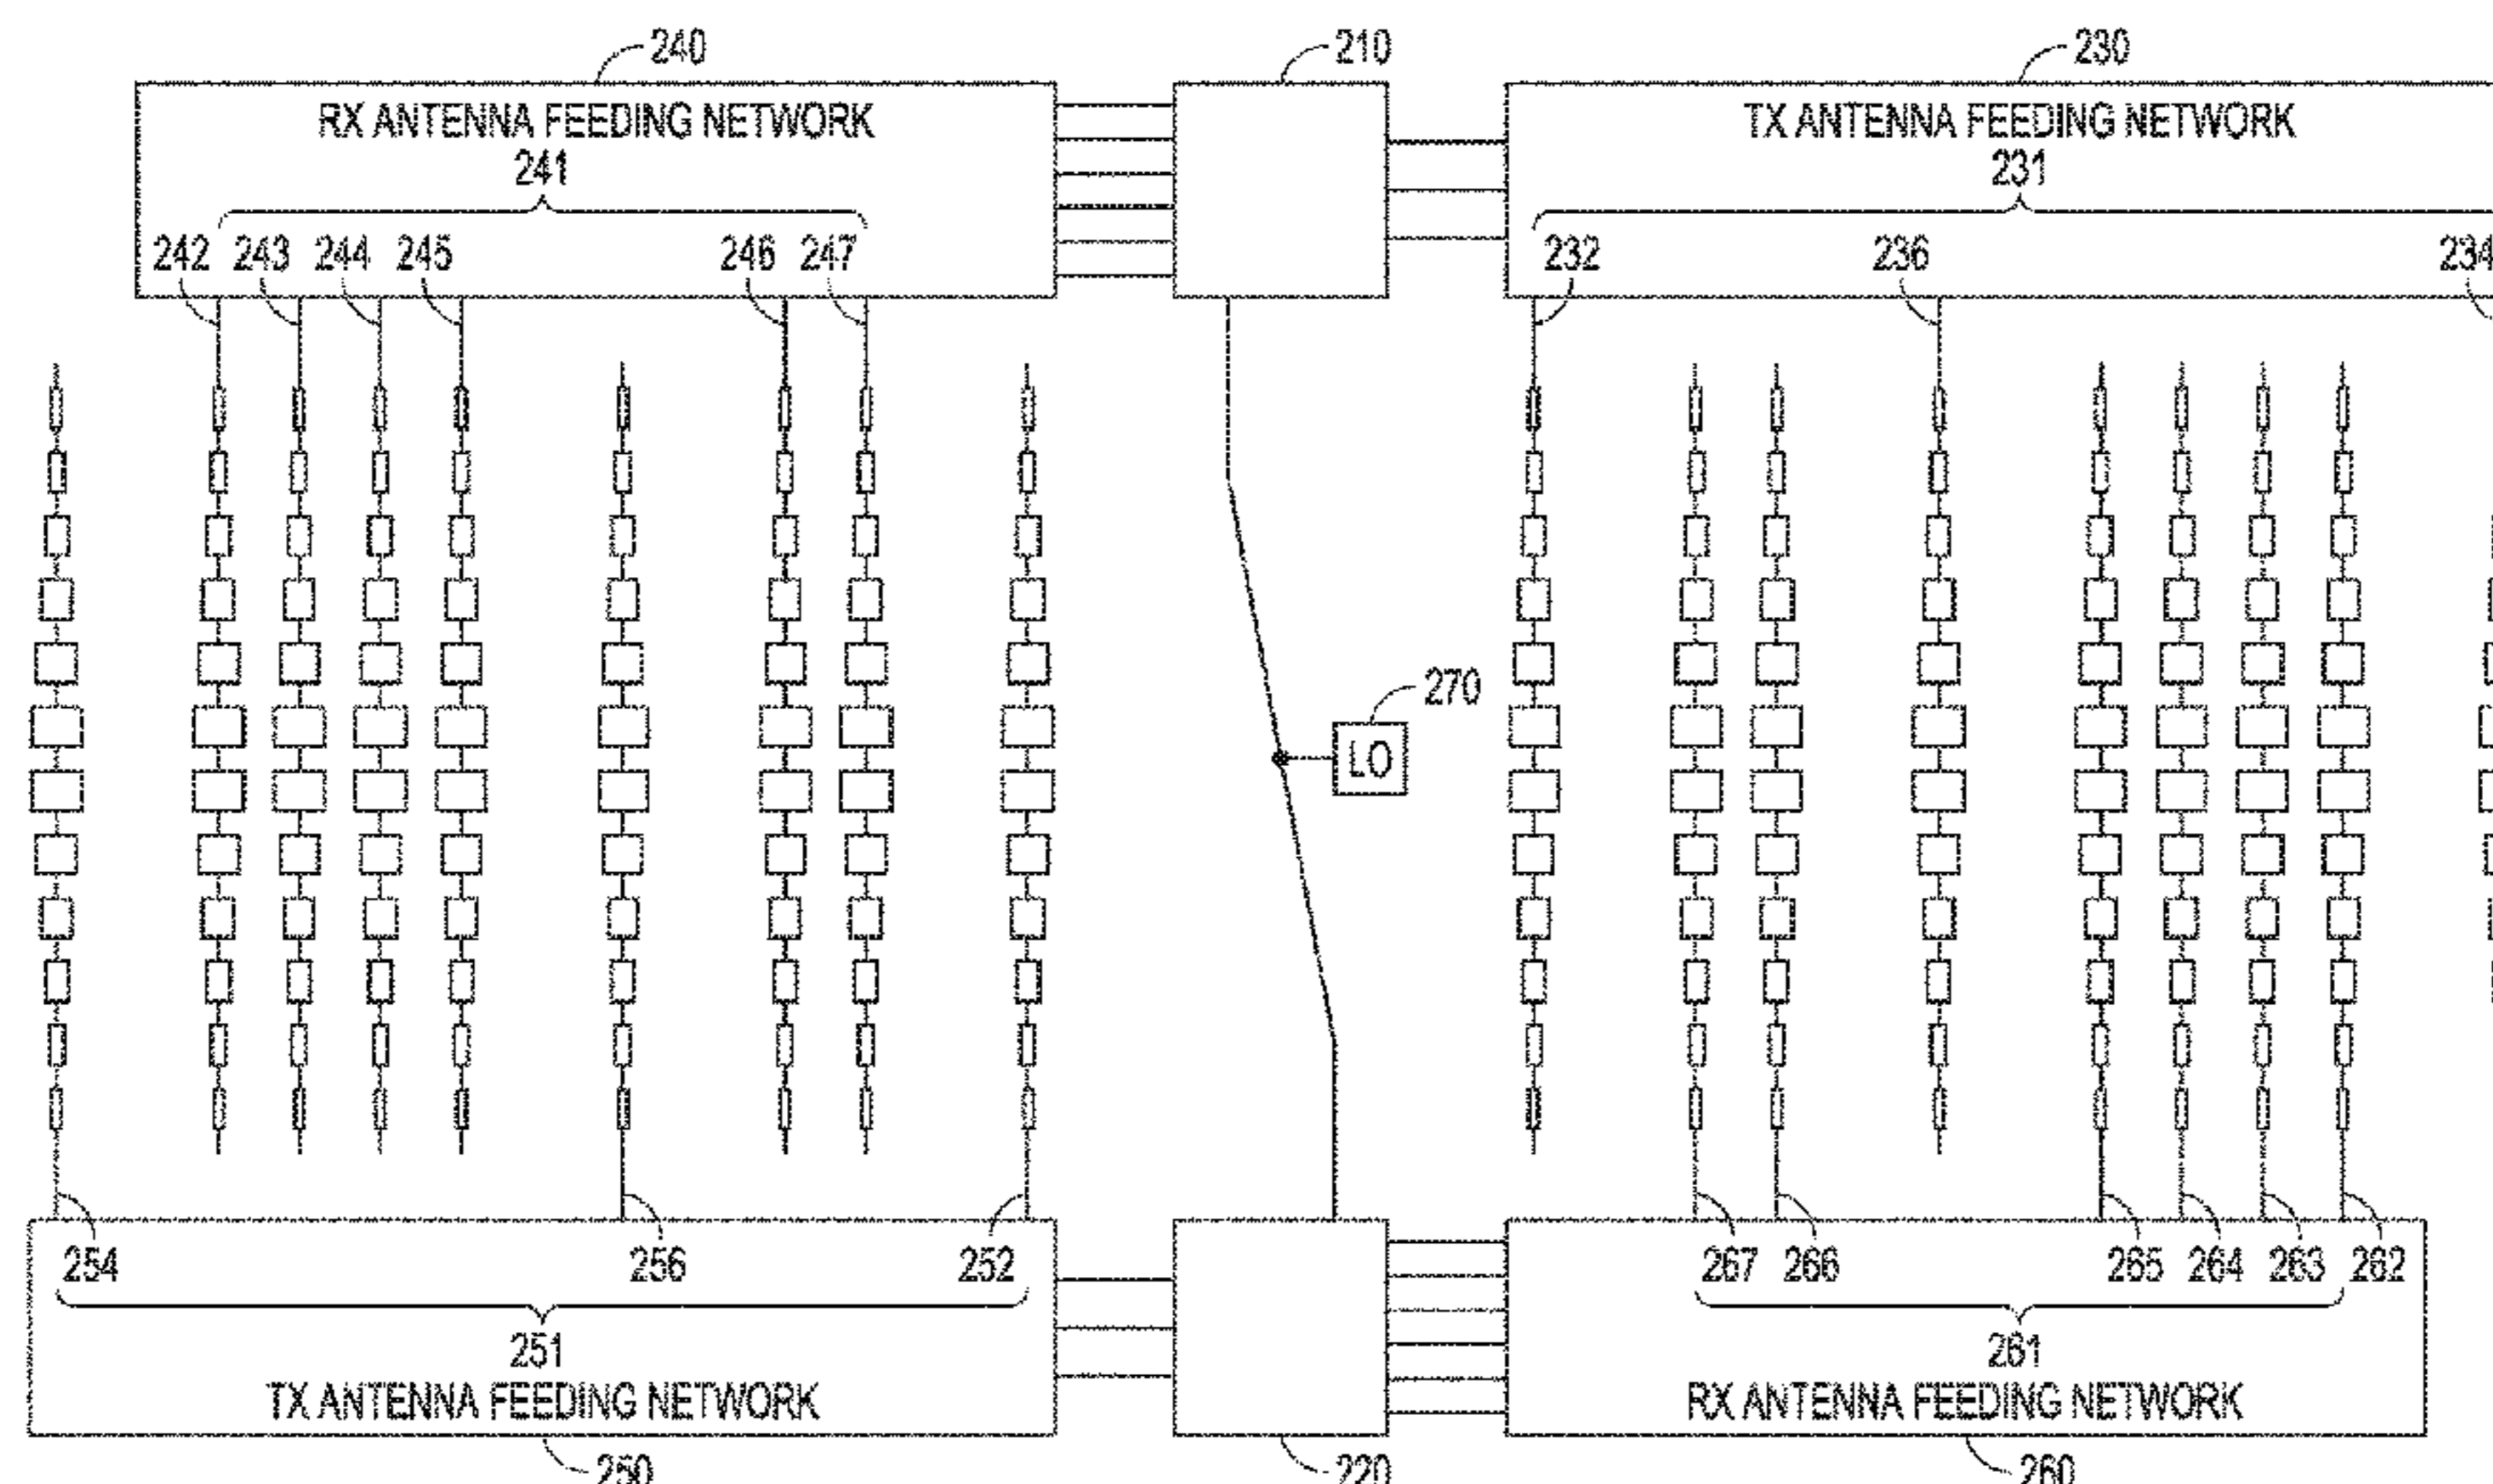 240
210
230
RX ANTENNA FEEDING NETWORK
TX ANTENNA FEEDING NETWORK
241
231
242 243 244 245 246 247
232 236 234
270
LO
254 256 252
267 266 265 264 263 262
251
261
TX ANTENNA FEEDING NETWORK
RX ANTENNA FEEDING NETWORK
250
220
260